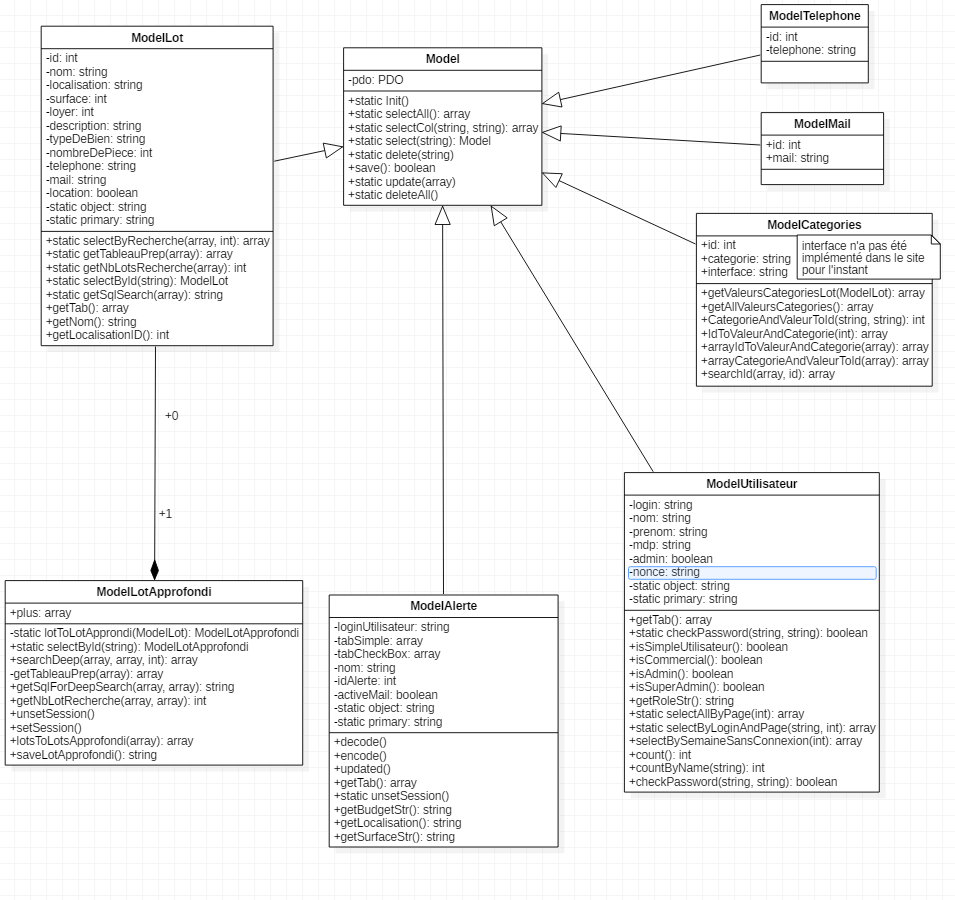 ModelLot
-id: int
-nom: string
-localisation: string
-surface: int
-loyer: int
-description: string
-typeDeBien: string
-nombreDePiece: int
-telephone: string
-mail: string
-location: boolean
-static object: string
-static primary: string
+static selectByRecherche(array, int): array
+static getTableauPrep(array): array
+static getNbLotsRecherche(array): int
+static selectById(string): ModelLot
+static getSqlSearch(array): string
+getTab(): array
+getNom(): string
+getLocalisationID(): int
Model
-pdo: PDO
+static Init()
+static selectAll(): array
+static selectCol(string, string): array
+static select(string): Model
+static delete(string)
+save(): boolean
+static update(array)
+static deleteAll()
ModelTelephone
-id: int
-telephone: string
ModelMail
+id: int
+mail: string
ModelCategories
+id: int
+categorie: string
+interface: string
interface n'a pas été
implémenté dans le site
pour l'instant
+getValeursCategoriesLot(ModelLot): array
+getAllValeursCategories(): array
+CategorieAndValeurToId(string, string): int
+IdToValeurAndCategorie(int): array
+arrayIdToValeurAndCategorie(array): array
+arrayCategorieAndValeurToId(array): array
+searchId(array, id): array
+0
+1
ModelLotApprofondi
+plus: array
-static lotToLotApprondi(ModelLot): ModelLotApprofondi
+static selectById(string): ModelLotApprofondi
+searchDeep(array, array, int): array
-getTableauPrep(array): array
+getSqlForDeepSearch(array, array): string
+getNbLotRecherche(array, array): int
+unsetSession()
+setSession()
+lotsToLotsApprofondi(array): array
+saveLotApprofondi(): string
ModelAlerte
-loginUtilisateur: string
-tabSimple: array
-tabCheckBox: array
-nom: string
-idAlerte: int
-activeMail: boolean
-static object: string
-static primary: string
+decode()
+encode()
+updated()
+getTab(): array
+static unsetSession()
+getBudgetStr(): string
+getLocalisation(): string
+getSurfaceStr(): string
ModelUtilisateur
-login: string
-nom: string
-prenom: string
-mdp: string
-admin: boolean
-nonce: string
-static object: string
-static primary: string
+getTab(): array
+static checkPassword(string, string): boolean
+isSimpleUtilisateur(): boolean
+isCommercial(): boolean
+isAdmin(): boolean
+isSuperAdmin(): boolean
+getRoleStr(): string
+static selectAllByPage(int): array
+static selectByLoginAndPage(string, int): array
+selectBySemaineSansConnexion(int): array
+count(): int
+countByName(string): int
+checkPassword(string, string): boolean